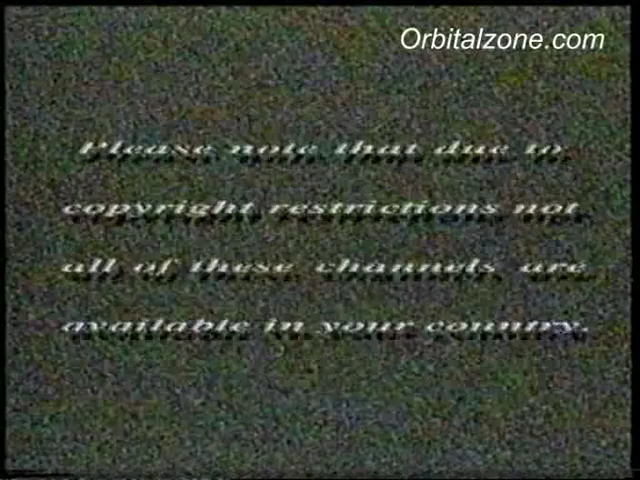 Orbitalzone.com
Please note that due to
copyright restrictions not
all of these channels are
available in your country.